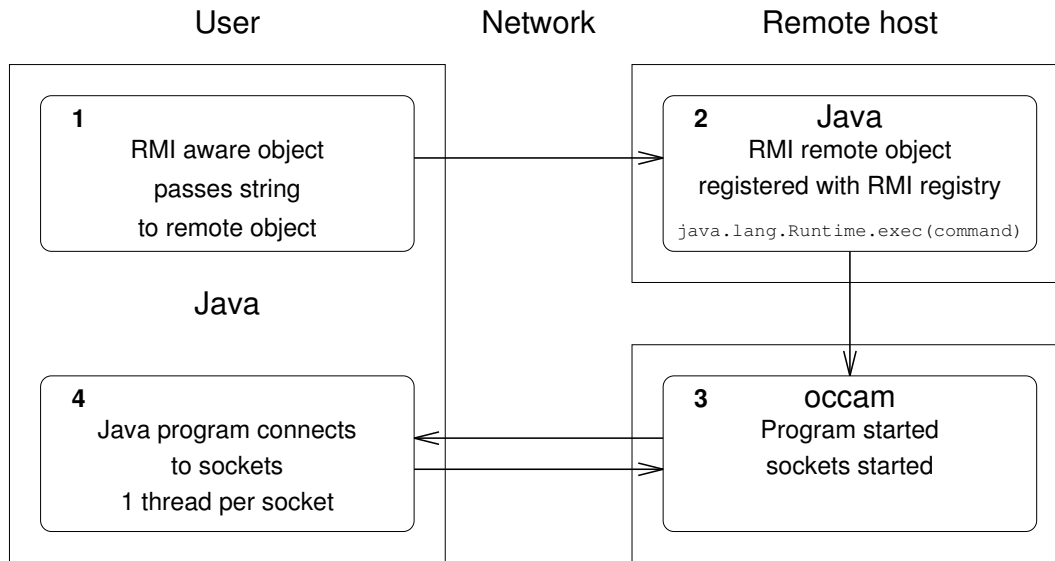 User
Network
Remote host
1
RMI aware object
passes string
to remote object
2
Java
RMI remote object
registered with RMI registry
java.lang.Runtime.exec(command)
Java
4
Java program connects
to sockets
1 thread per socket
3
occam
Program started
sockets started